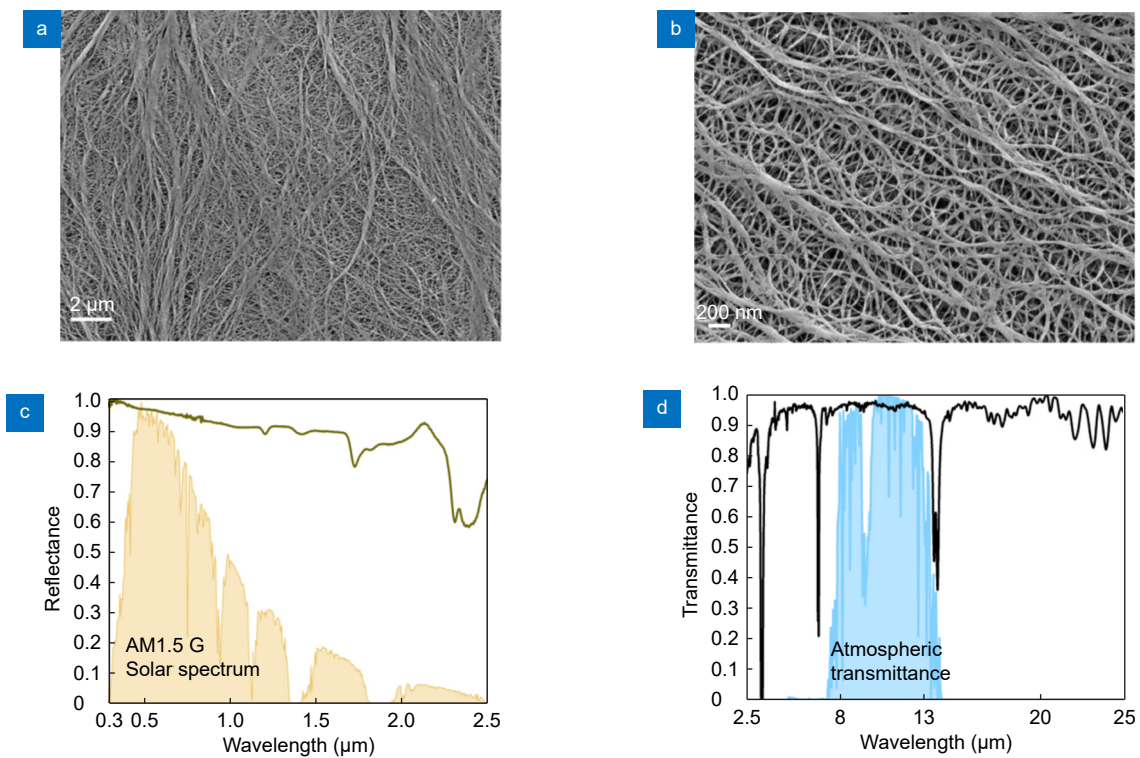 a
b
2 μm
200 nm
c
d
1.0
0.9
0.8
0.7
0.6
0.5
0.4
0.3
0.2
0.1
0
Reflectance
AM1.5 G
Solar spectrum
0.3 0.5 1.0 1.5 2.0 2.5
Wavelength (μm)
1.0
0.9
0.8
0.7
0.6
0.5
0.4
0.3
0.2
0.1
0
Transmittance
Atmospheric
transmittance
2.5 8 13 20 25
Wavelength (μm)